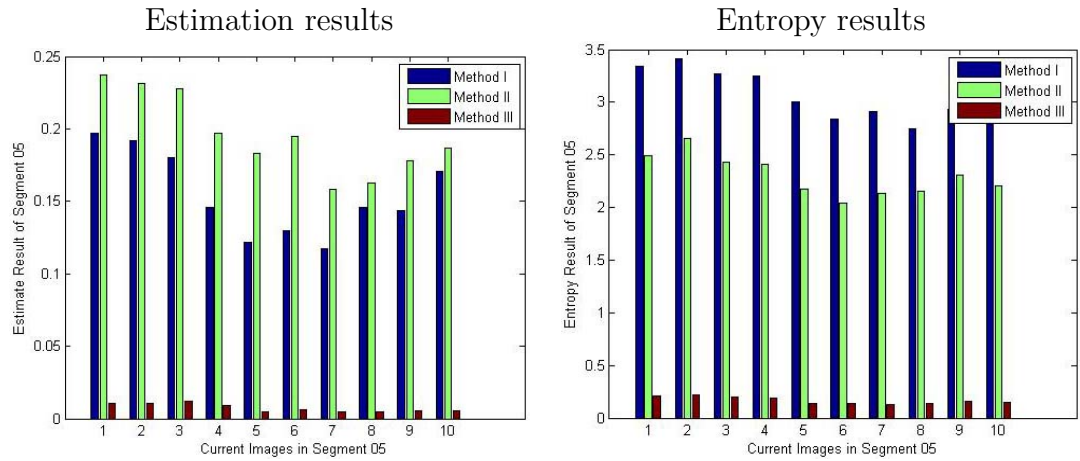 Estimation results
Estimate Result of Segment 05
0.25
0.2
0.15
0.1
0.05
0
Method I
Method II
Method III
1 2 3 4 5 6 7 8 9 10
Current Images in Segment 05
Entropy results
Entropy Result of Segment 05
3.5
3
2.5
2
1.5
1
0.5
0
Method I
Method II
Method III
1 2 3 4 5 6 7 8 9 10
Current Images in Segment 05